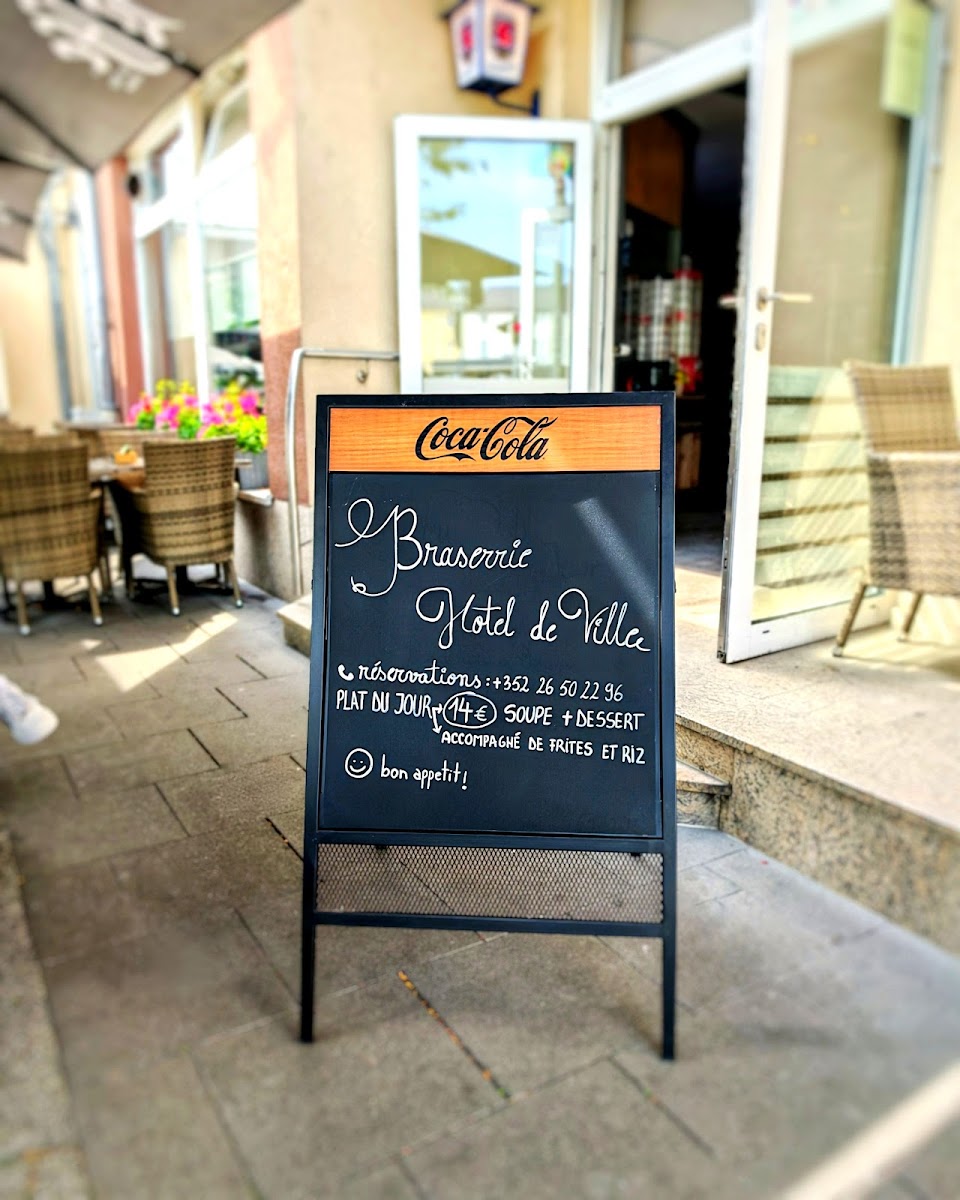 Coca-Cola
Braserrie
Hotel de Ville
réservations: +352 26 50 22 96
PLAT DU JOUR 14€ SOUPE + DESSERT
ACCOMPAGNÉ DE FRITES ET RIZ
bon appetit!